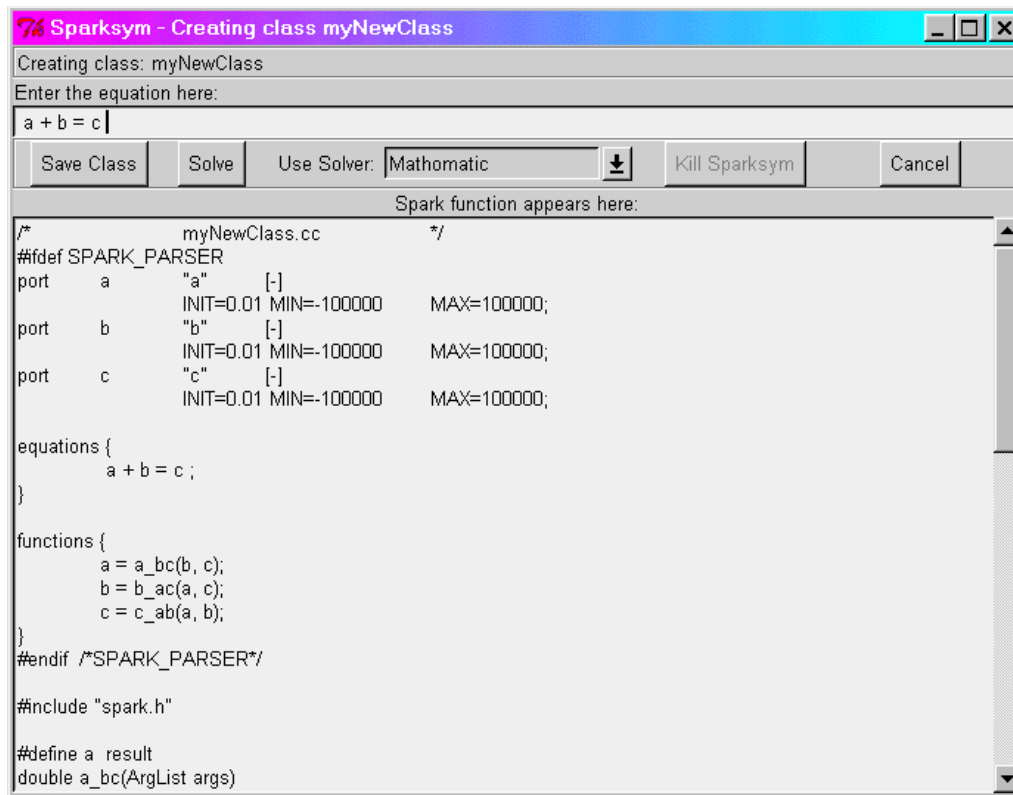 Sparksym - Creating class myNewClass
Creating class: myNewClass
Enter the equation here:
a + b = c
Save Class Solve Use Solver: Mathomatic Kill Sparksym Cancel
Spark function appears here:
/* myNewClass.cc */
#ifdef SPARK_PARSER
port a "a" [-]
INIT=0.01 MIN=-100000 MAX=100000;
port b "b" [-]
INIT=0.01 MIN=-100000 MAX=100000;
port c "c" [-]
INIT=0.01 MIN=-100000 MAX=100000;
equations {
a + b = c ;
}
functions {
a = a_bc(b, c);
b = b_ac(a, c);
c = c_ab(a, b);
}
#endif /*SPARK_PARSER*/
#include "spark.h"
#define a result
double a_bc(ArgList args)